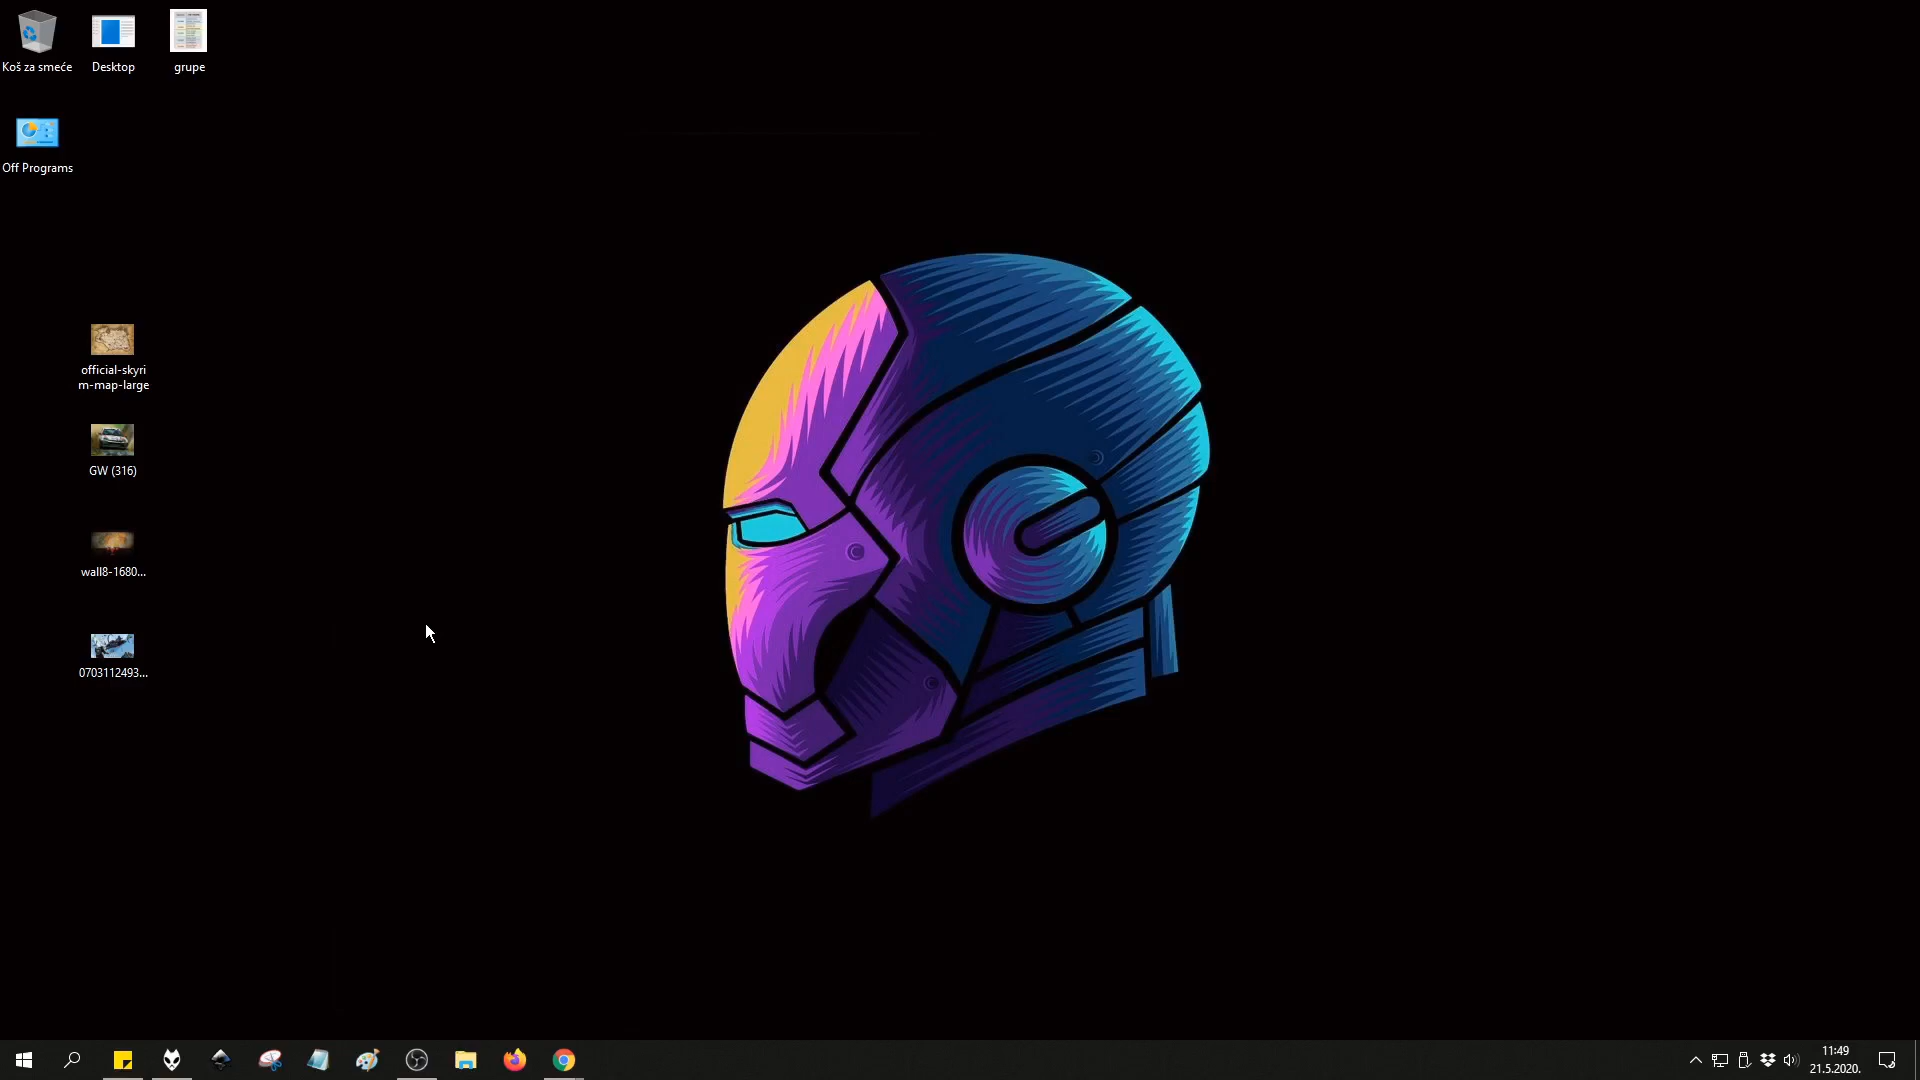 Koš za smeće
Desktop
grupe
Off Programs
official-skyri
m-map-large
GW (316)
wall8-1680...
0703112493...
11:49
21.5.2020.